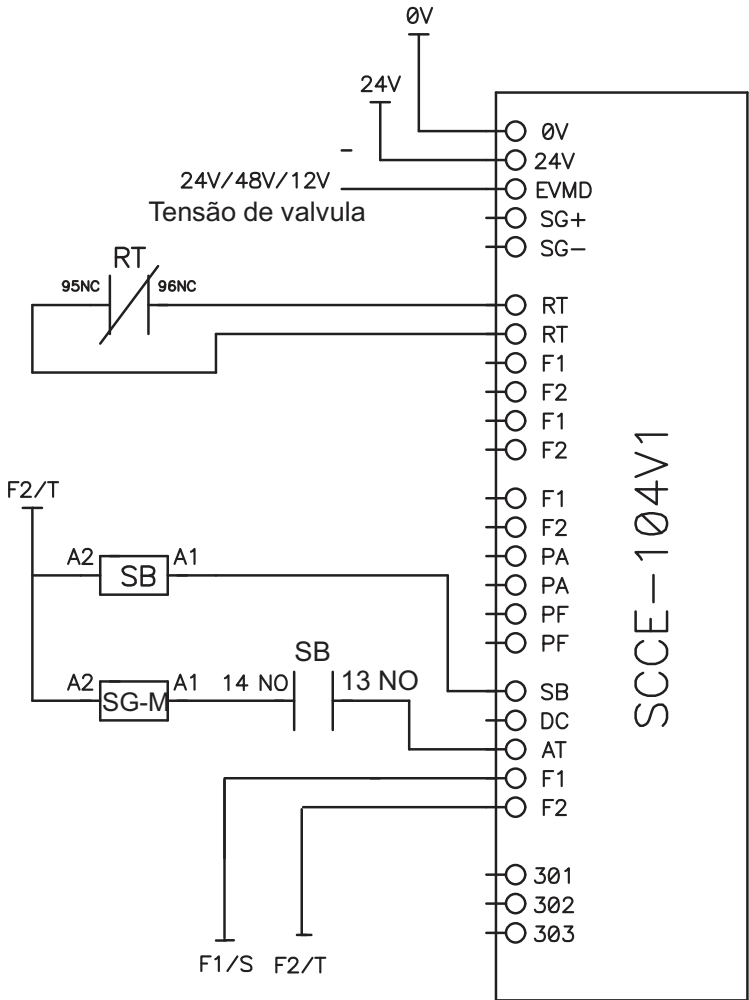 0V
24V
-
24V/48V/12V
Tensão de valvula
0V
24V
EVMD
SG+
SG-
RT
95NC
96NC
RT
RT
F1
F2
F1
F2
F1
F2
PA
PA
PF
PF
F2/T
A2
SB
A1
A2
SG-M
A1
14 NO
SB
13 NO
SB
DC
AT
F1
F2
301
302
303
F1/S
F2/T
SCCE-104V1